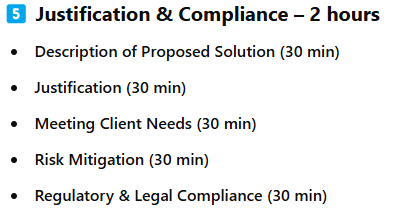 5 Justification & Compliance – 2 hours
• Description of Proposed Solution (30 min)
• Justification (30 min)
• Meeting Client Needs (30 min)
• Risk Mitigation (30 min)
• Regulatory & Legal Compliance (30 min)